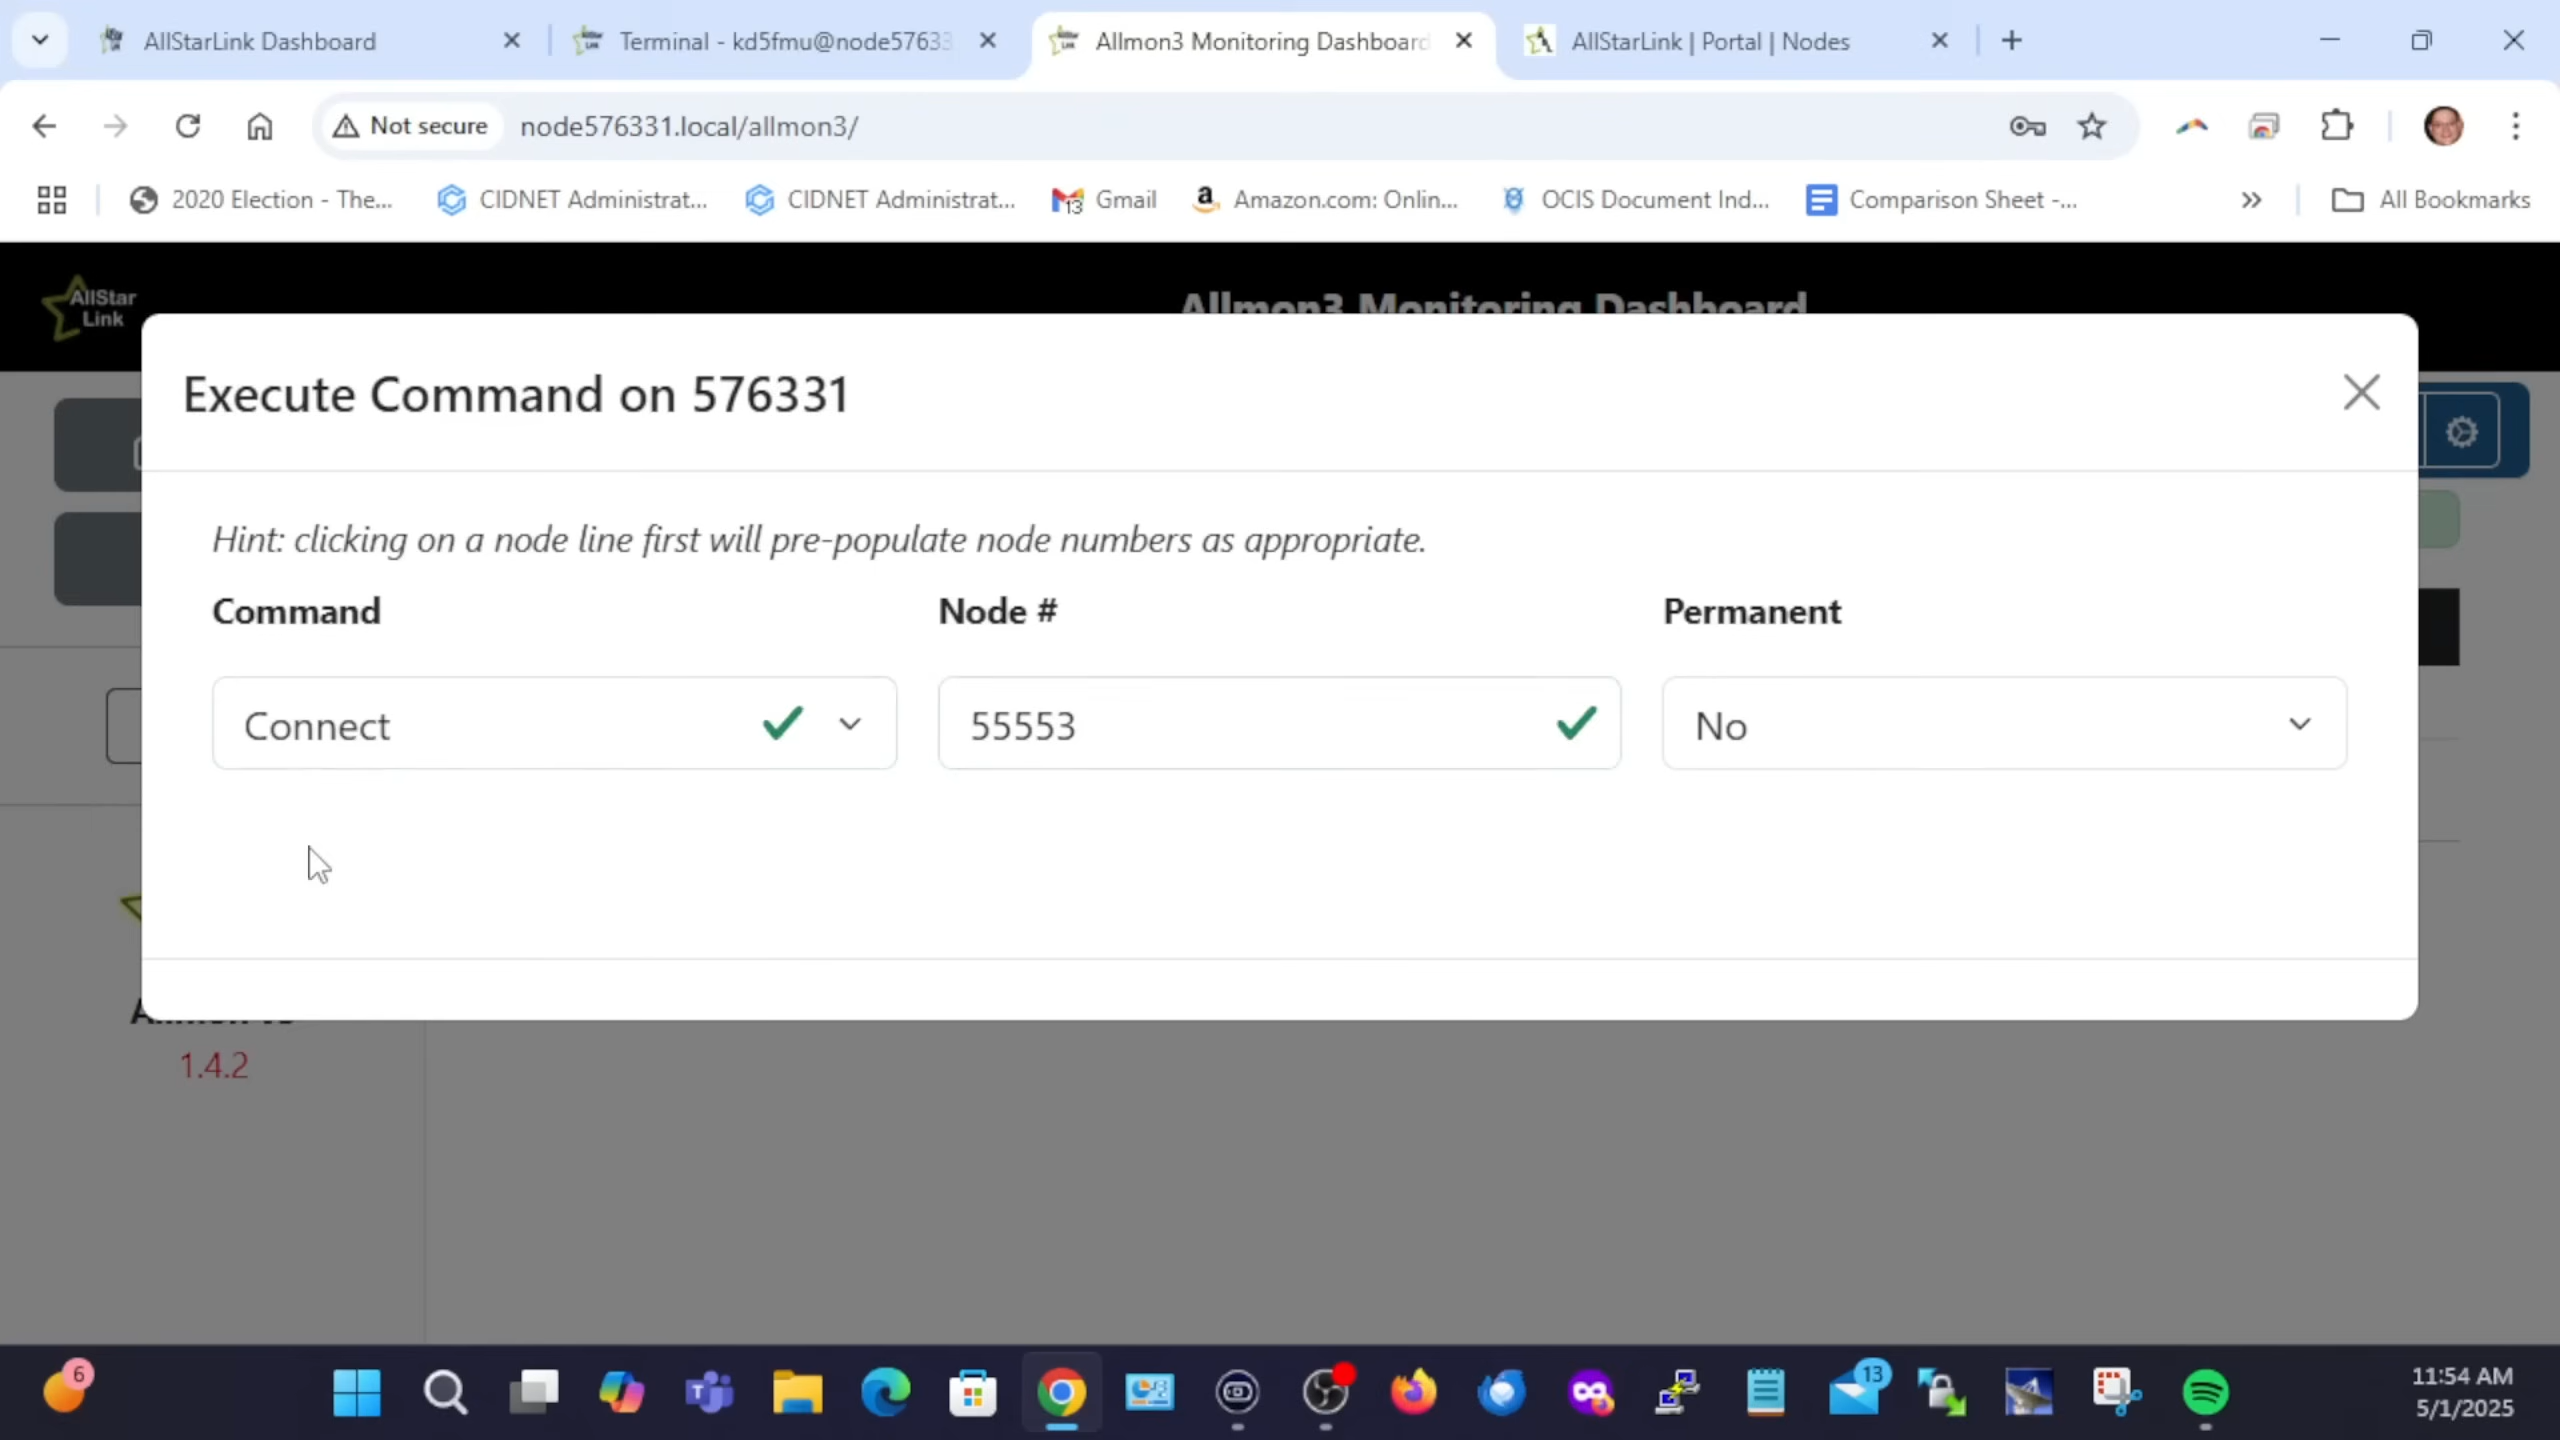 AllStarLink Dashboard
Terminal - kd5fmu@node57633
Allmon3 Monitoring Dashboard
AllStarLink | Portal | Nodes
Not secure
node576331.local/allmon3/
2020 Election - The...
CIDNET Administrat...
CIDNET Administrat...
13
Gmail
Amazon.com: Onlin...
OCIS Document Ind...
Comparison Sheet -...
All Bookmarks
AllStar
Link
Allmon3 Monitoring Dashboard
Execute Command on 576331
Hint: clicking on a node line first will pre-populate node numbers as appropriate.
Command
Node #
Permanent
Connect
55553
No
1.4.2
6
13
11:54 AM
5/1/2025